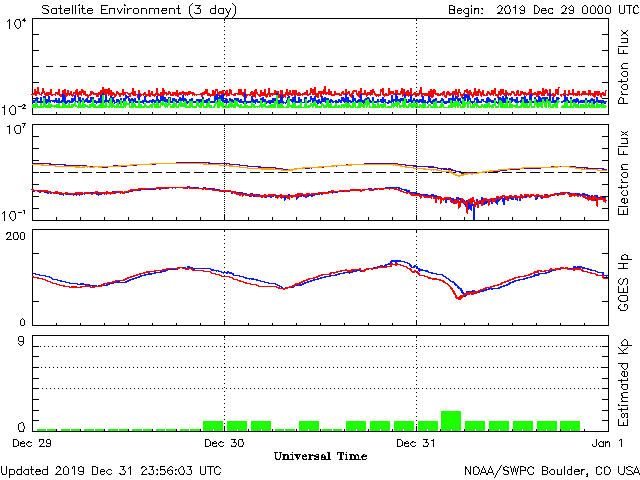 Satellite Environment (3 day) Begin: 2019 Dec 29 0000 UTC
10⁴
10⁻²
Proton Flux
10⁷
10⁻¹
Electron Flux
200
0
GOES Hp
9
0
Estimated Kp
Dec 29 Dec 30 Dec 31 Jan 1
Universal Time
Updated 2019 Dec 31 23:56:03 UTC NOAA/SWPC Boulder, CO USA